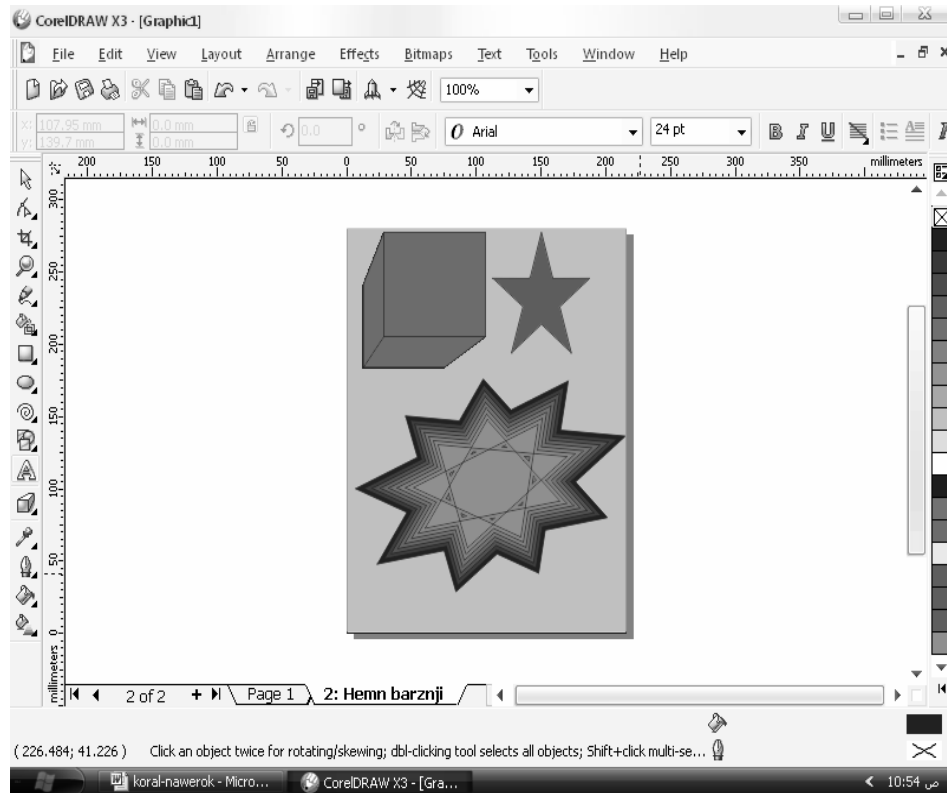 CorelDRAW X3 - [Graphic1]
File Edit View Layout Arrange Effects Bitmaps Text Tools Window Help
100%
x: 107.95 mm 0.0 mm
y: 139.7 mm 0.0 mm
0.0 °
O Arial
24 pt
B I U
200 150 100 50 0 50 100 150 200 250 300 350 millimeters
300
250
200
150
100
50
0
millimeters
2 of 2 Page 1 2: Hemn barznji
( 226.484; 41.226 ) Click an object twice for rotating/skewing; dbl-clicking tool selects all objects; Shift+click multi-se...
koral-nawerok - Micro... CorelDRAW X3 - [Gra... 10:54 ص